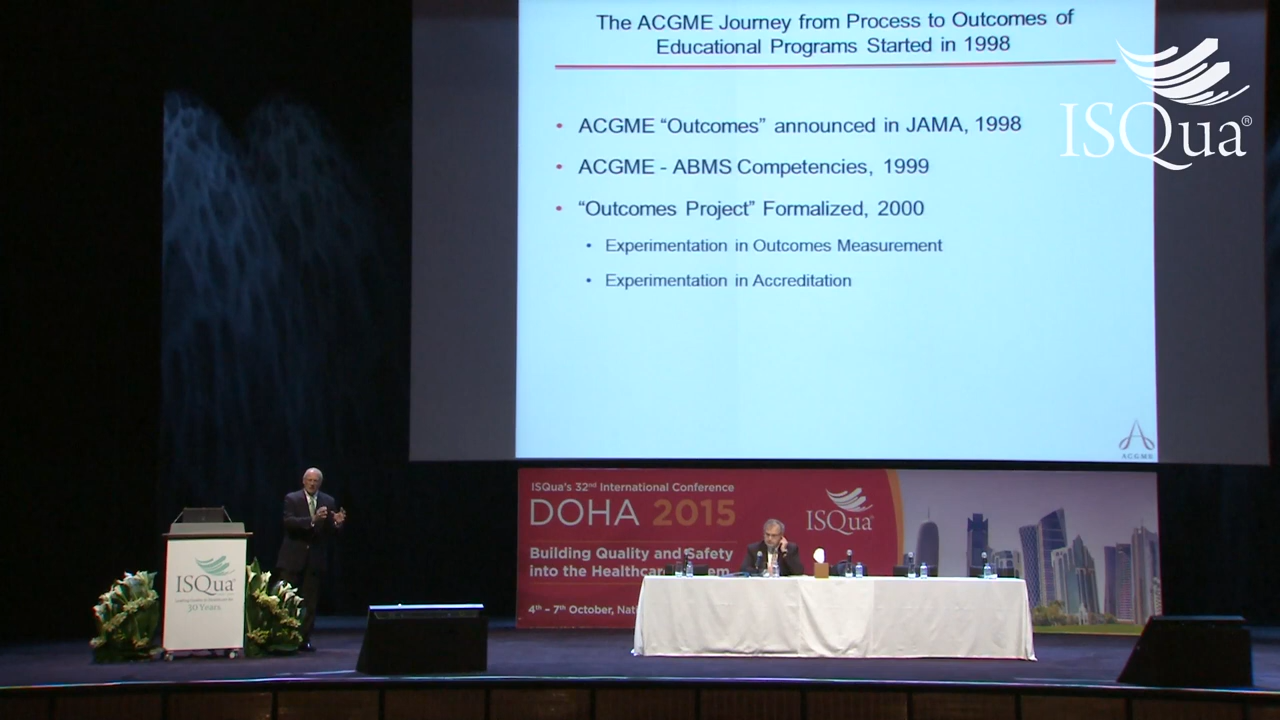 The ACGME Journey from Process to Outcomes of
Educational Programs Started in 1998
• ACGME “Outcomes” announced in JAMA, 1998
• ACGME - ABMS Competencies, 1999
• “Outcomes Project” Formalized, 2000
• Experimentation in Outcomes Measurement
• Experimentation in Accreditation
ACGME
ISQua®
ISQua's 32nd International Conference
DOHA 2015
Building Quality and Safety
into the Healthcare
4th – 7th October,
ISQua
ISQua
30 Years